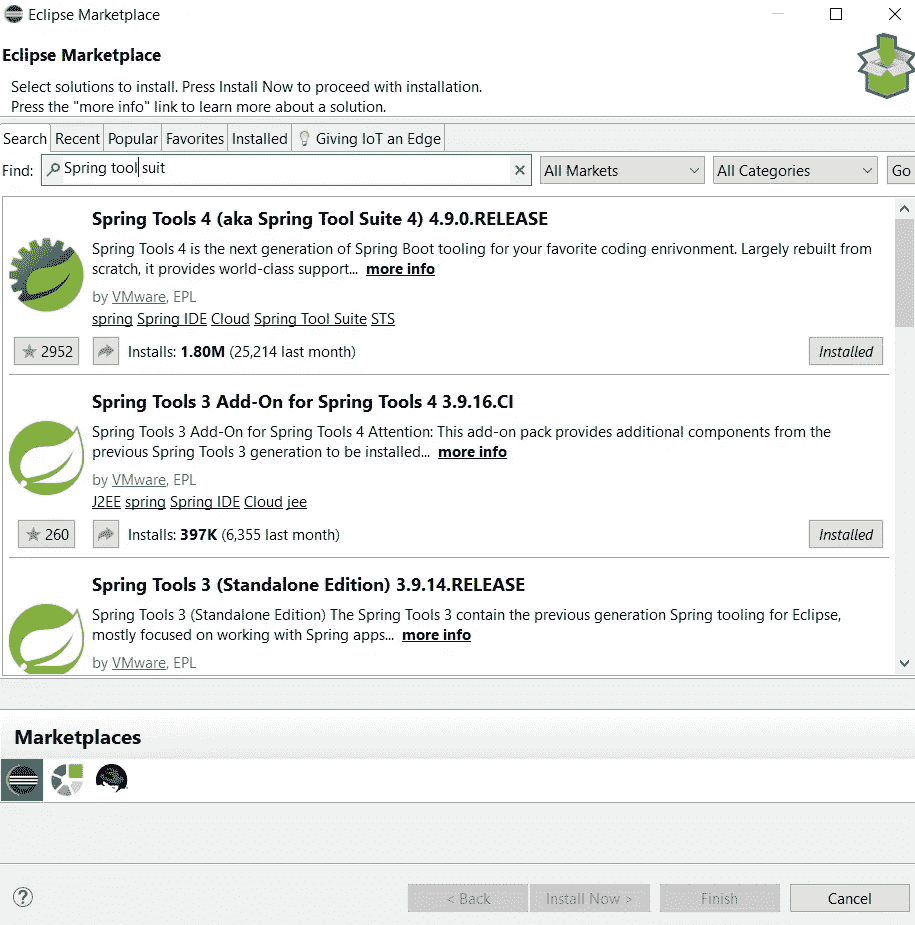 Eclipse Marketplace
Eclipse Marketplace
Select solutions to install. Press Install Now to proceed with installation.
Press the "more info" link to learn more about a solution.
Search Recent Popular Favorites Installed Giving IoT an Edge
Find: Spring tool suit All Markets All Categories Go
Spring Tools 4 (aka Spring Tool Suite 4) 4.9.0.RELEASE
Spring Tools 4 is the next generation of Spring Boot tooling for your favorite coding enrivonment. Largely rebuilt from
scratch, it provides world-class support... more info
by VMware, EPL
spring Spring IDE Cloud Spring Tool Suite STS
2952 Installs: 1.80M (25,214 last month) Installed
Spring Tools 3 Add-On for Spring Tools 4 3.9.16.CI
Spring Tools 3 Add-On for Spring Tools 4 Attention: This add-on pack provides additional components from the
previous Spring Tools 3 generation to be installed... more info
by VMware, EPL
J2EE spring Spring IDE Cloud jee
260 Installs: 397K (6,355 last month) Installed
Spring Tools 3 (Standalone Edition) 3.9.14.RELEASE
Spring Tools 3 (Standalone Edition) The Spring Tools 3 contain the previous generation Spring tooling for Eclipse,
mostly focused on working with Spring apps... more info
by VMware, EPL
Marketplaces
? < Back Install Now > Finish Cancel